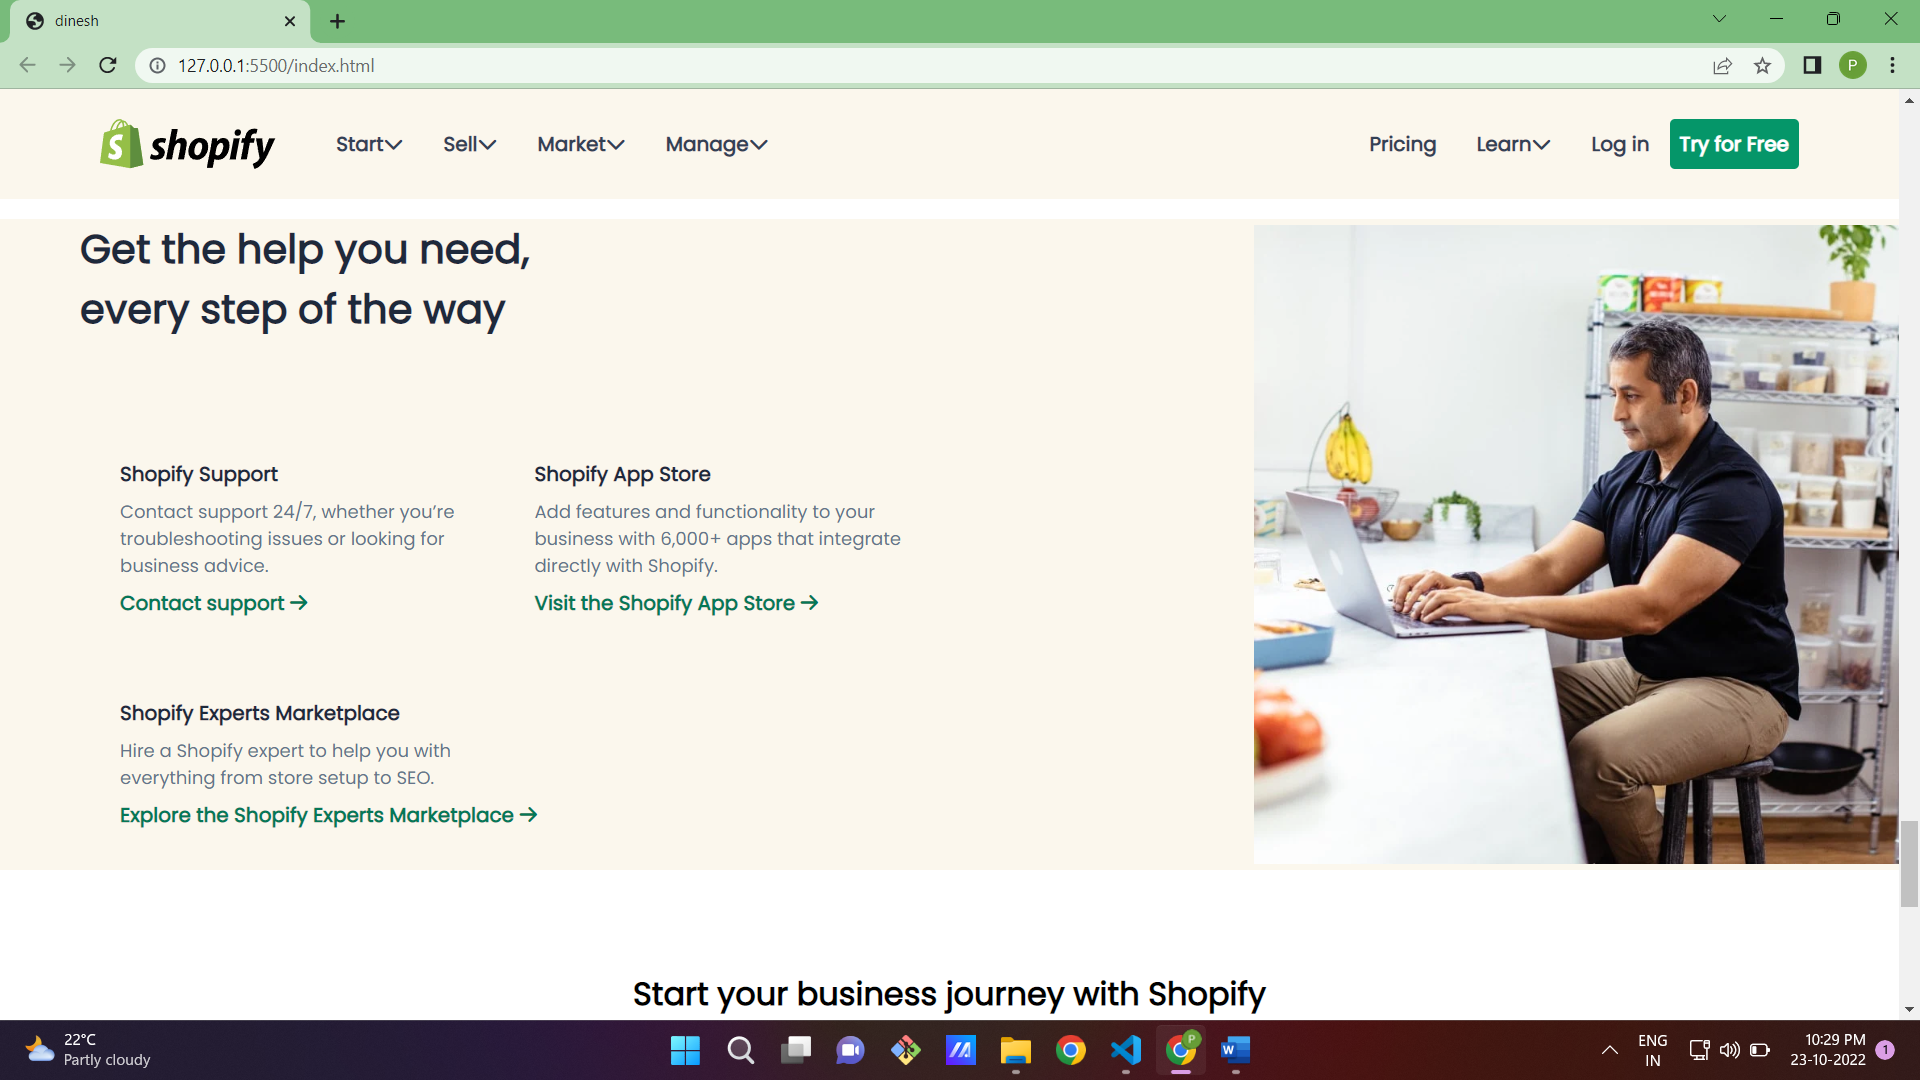 dinesh
127.0.0.1:5500/index.html
P
shopify
Start
Sell
Market
Manage
Pricing
Learn
Log in
Try for Free
Get the help you need,
every step of the way
Shopify Support
Contact support 24/7, whether you’re
troubleshooting issues or looking for
business advice.
Contact support →
Shopify App Store
Add features and functionality to your
business with 6,000+ apps that integrate
directly with Shopify.
Visit the Shopify App Store →
Shopify Experts Marketplace
Hire a Shopify expert to help you with
everything from store setup to SEO.
Explore the Shopify Experts Marketplace →
Start your business journey with Shopify
22°C
Partly cloudy
P
W
ENG
IN
10:29 PM
23-10-2022
1